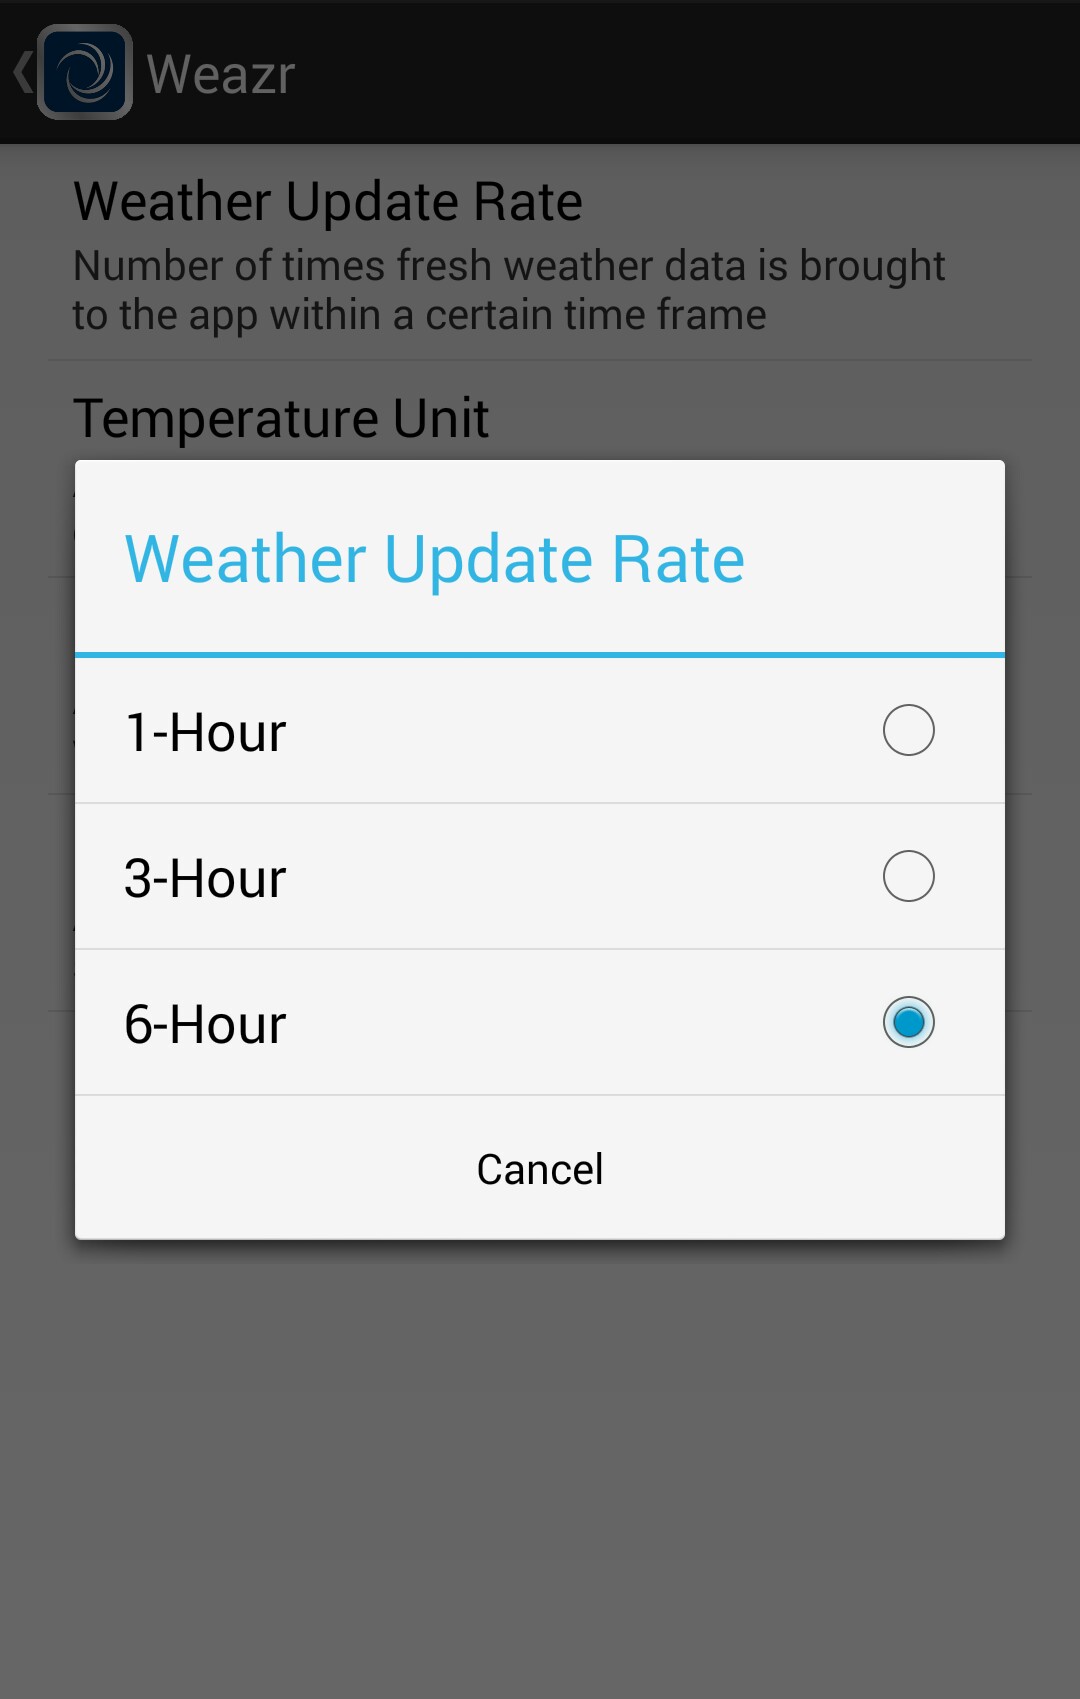 Weazr
Weather Update Rate
Number of times fresh weather data is brought
to the app within a certain time frame
Temperature Unit
Weather Update Rate
1-Hour
3-Hour
6-Hour
Cancel